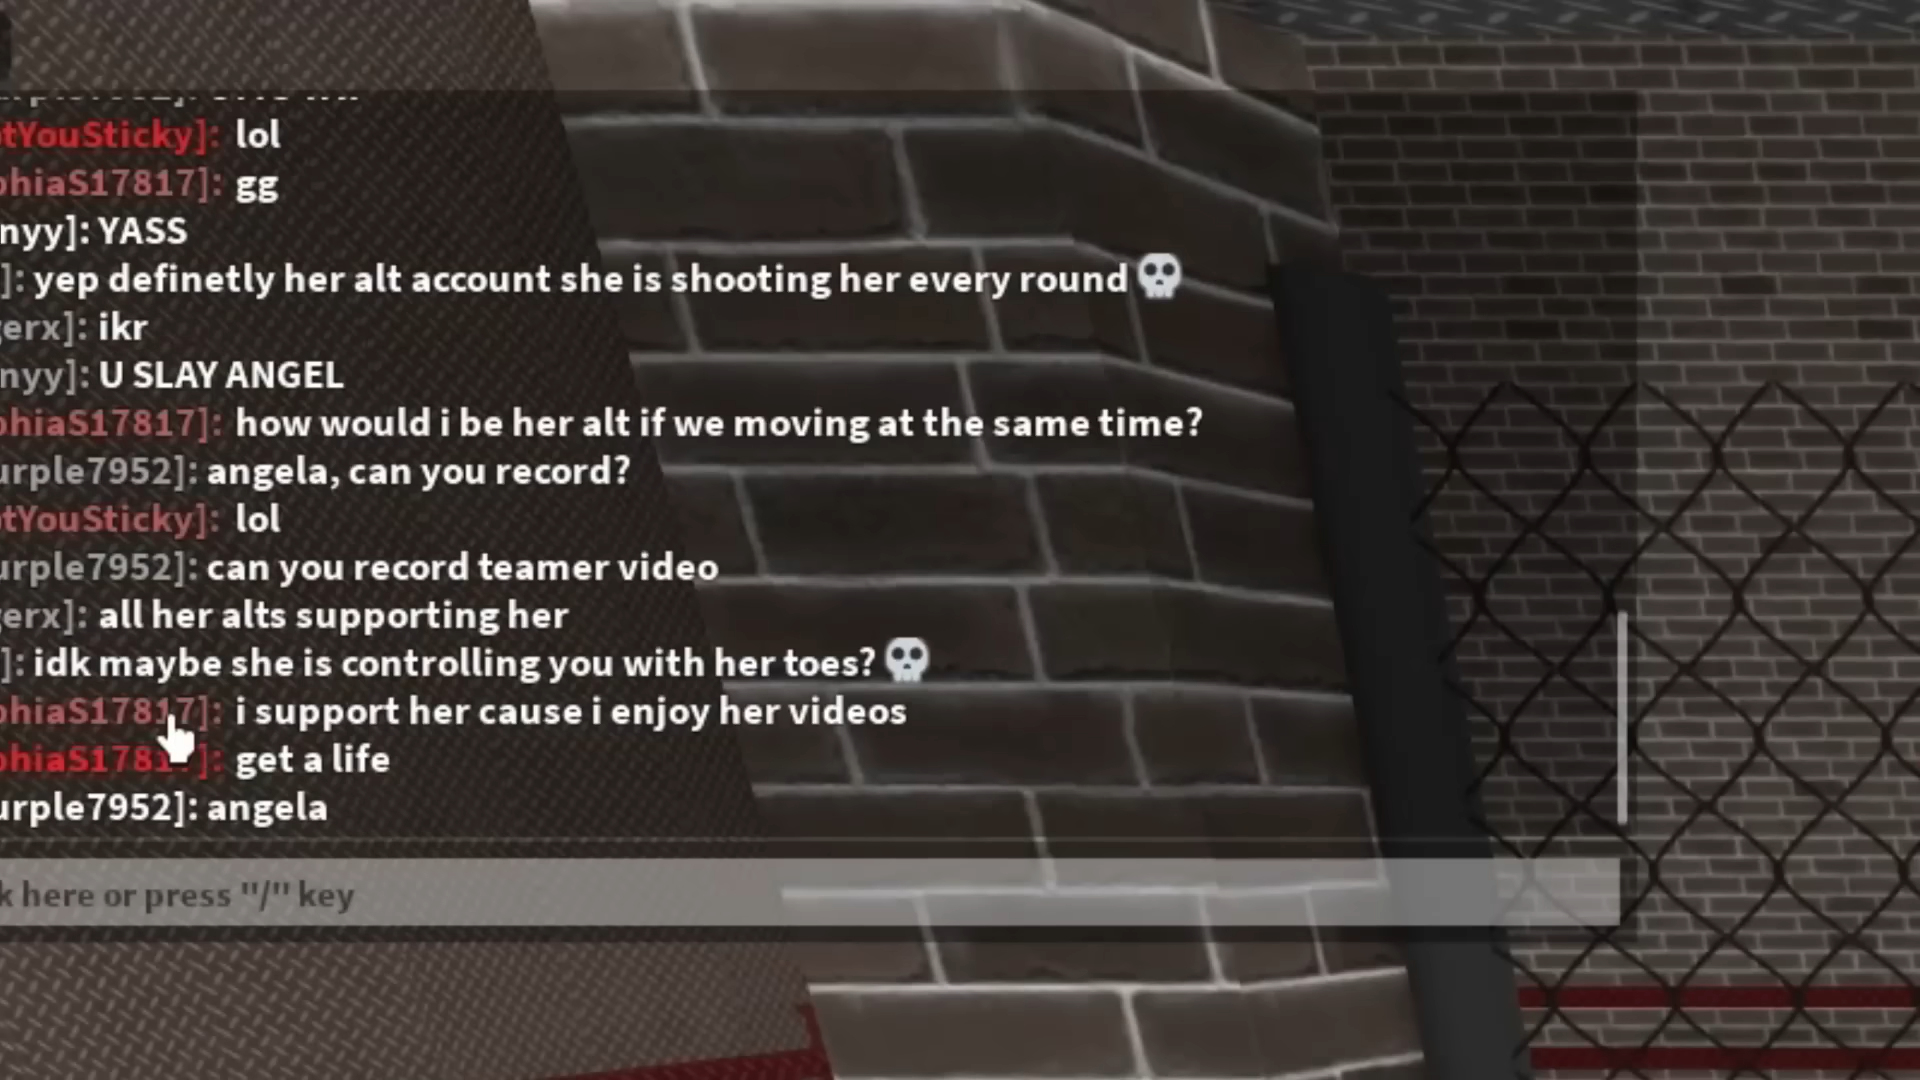 tYouSticky]: lol
phiaS17817]: gg
nyy]: YASS
]: yep definetly her alt account she is shooting her every round💀
gerx]: ikr
nyy]: U SLAY ANGEL
phiaS17817]: how would i be her alt if we moving at the same time?
urple7952]: angela, can you record?
tYouSticky]: lol
urple7952]: can you record teamer video
gerx]: all her alts supporting her
]: idk maybe she is controlling you with her toes?💀
phiaS17817]: i support her cause i enjoy her videos
phiaS17817]: get a life
urple7952]: angela
k here or press "/" key